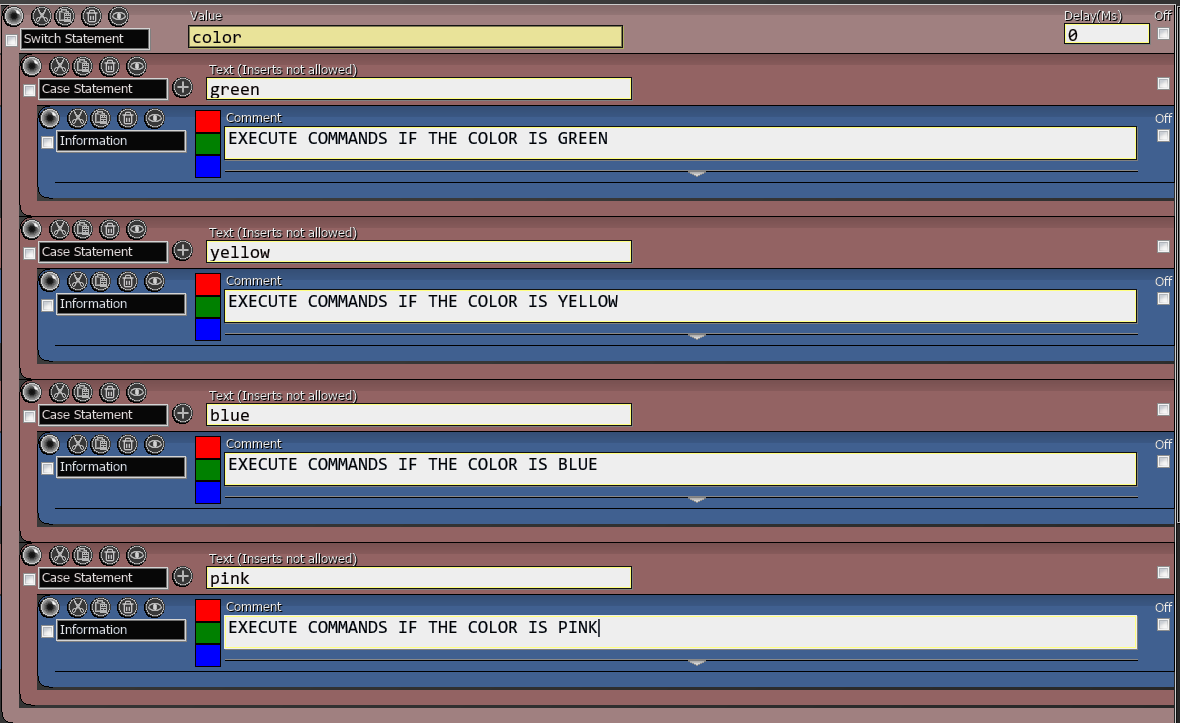 Value Delay(Ms) Off
Switch Statement color 0
Text (Inserts not allowed)
Case Statement green
Comment Off
Information EXECUTE COMMANDS IF THE COLOR IS GREEN
Text (Inserts not allowed)
Case Statement yellow
Comment Off
Information EXECUTE COMMANDS IF THE COLOR IS YELLOW
Text (Inserts not allowed)
Case Statement blue
Comment Off
Information EXECUTE COMMANDS IF THE COLOR IS BLUE
Text (Inserts not allowed)
Case Statement pink
Comment Off
Information EXECUTE COMMANDS IF THE COLOR IS PINK